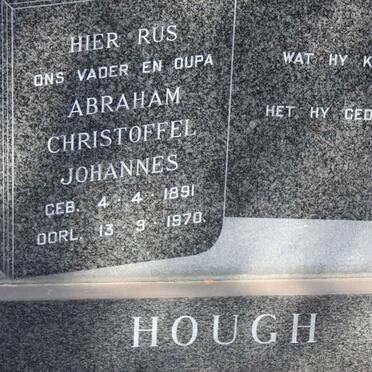 HIER RUS
ONS VADER EN OUPA
ABRAHAM
CHRISTOFFEL
JOHANNES
GEB. 4·4·1891
OORL. 13·9·1970.
WAT HY
HET HY
HOUGH